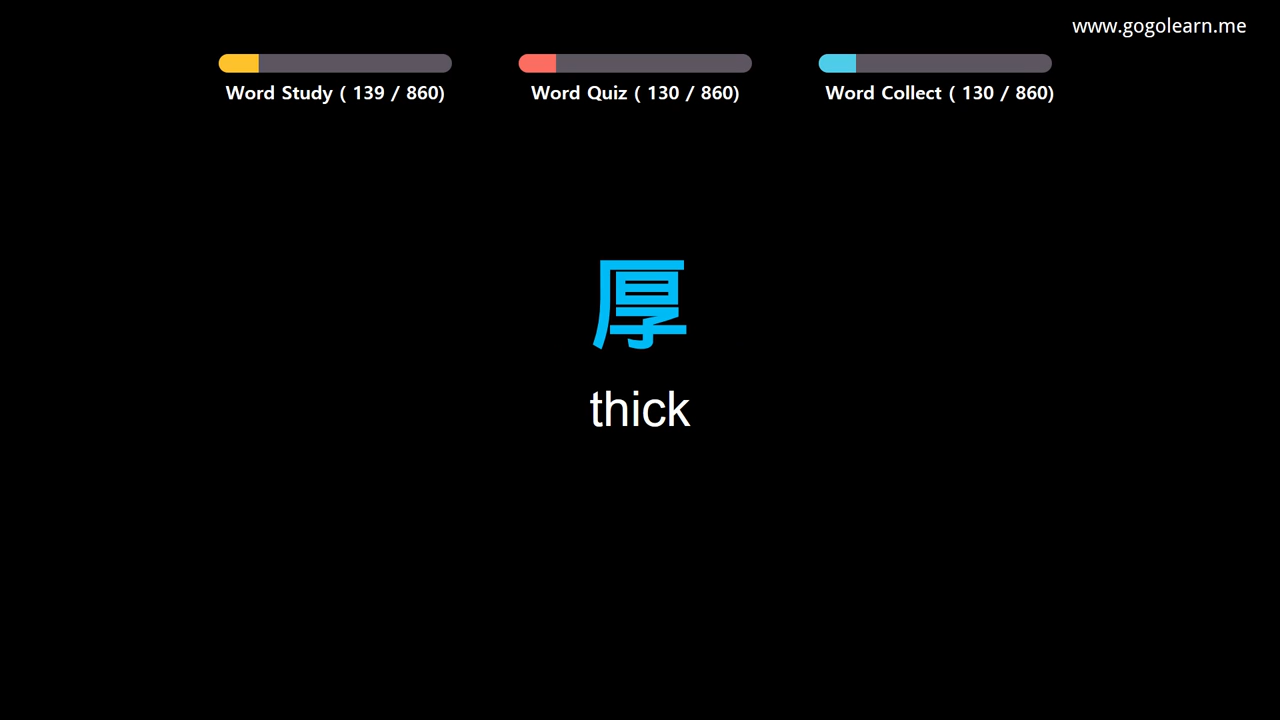 www.gogolearn.me
Word Study ( 139 / 860)
Word Quiz ( 130 / 860)
Word Collect ( 130 / 860)
厚
thick